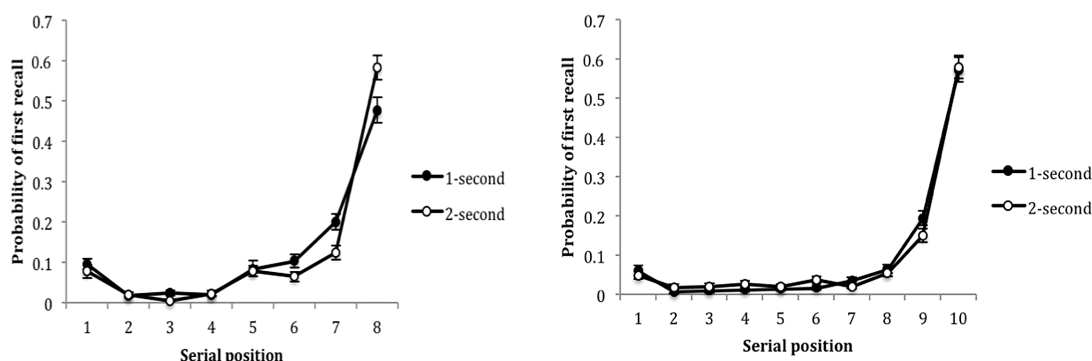 0.7
0.6
0.5
0.4
0.3
0.2
0.1
0
Probability of first recall
1 2 3 4 5 6 7 8
Serial position
1-second
2-second
0.7
0.6
0.5
0.4
0.3
0.2
0.1
0
Probability of first recall
1 2 3 4 5 6 7 8 9 10
Serial position
1-second
2-second